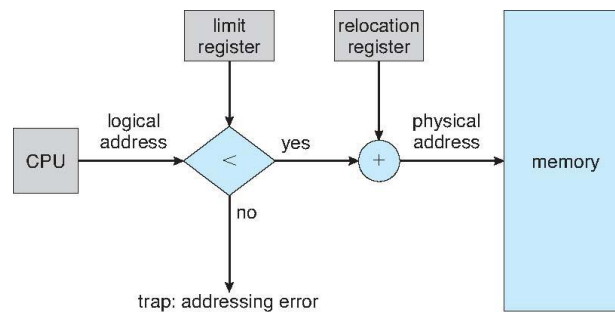 limit
register
relocation
register
logical
address
physical
address
CPU
<
yes
+
memory
no
trap: addressing error